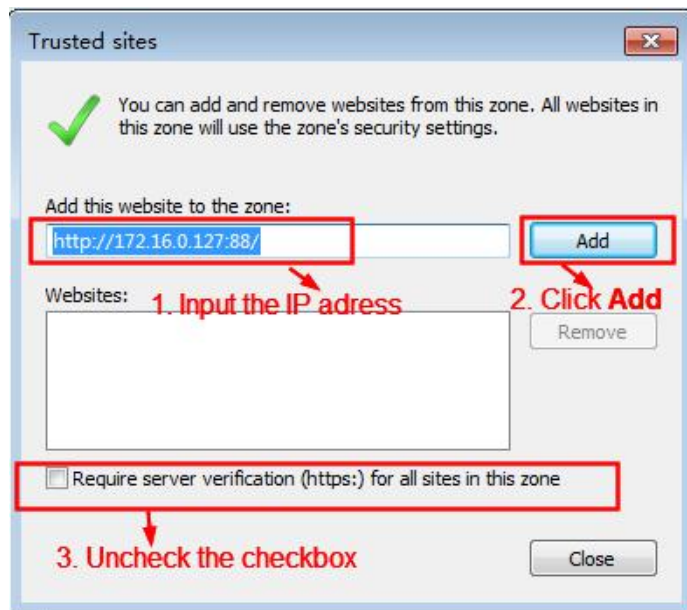 Trusted sites
You can add and remove websites from this zone. All websites in
this zone will use the zone's security settings.
Add this website to the zone:
http://172.16.0.127:88/
Add
Websites:
1. Input the IP adress
2. Click Add
Remove
Require server verification (https:) for all sites in this zone
3. Uncheck the checkbox
Close